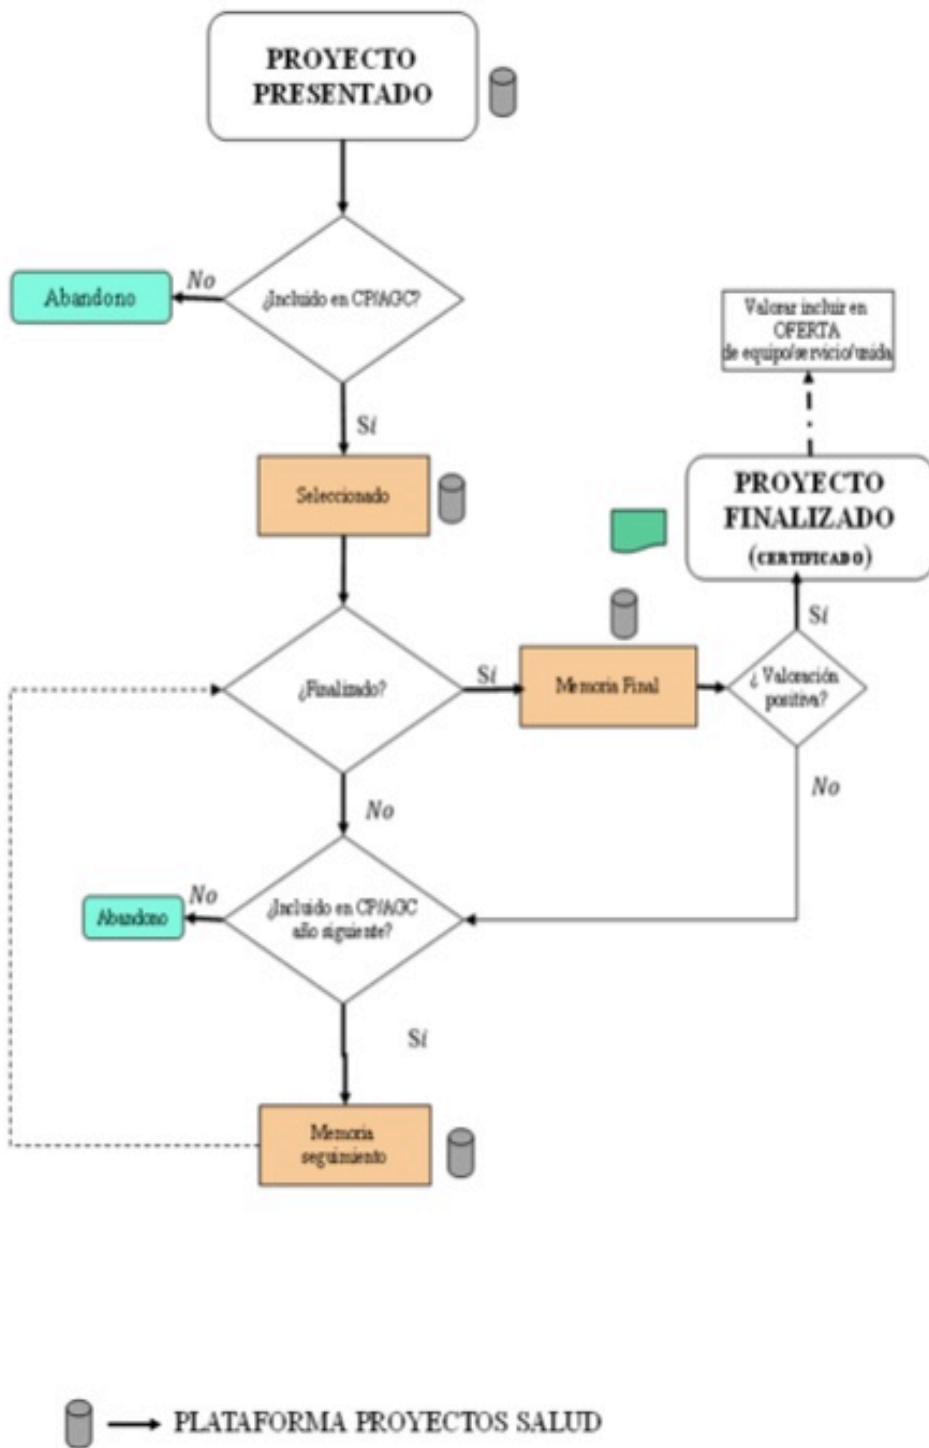 PROYECTO
PRESENTADO
No
Abandono
¿Incluido en CP/AGC?
Sí
Valorar incluir en
OFERTA
de equipo/servicio/unida
Seleccionado
PROYECTO
FINALIZADO
(CERTIFICADO)
Sí
¿Finalizado?
Sí
Memoria Final
¿Valoración
positiva?
No
No
No
Abandono
¿Incluido en CP/AGC
año siguiente?
Sí
Memoria
seguimiento
PLATAFORMA PROYECTOS SALUD